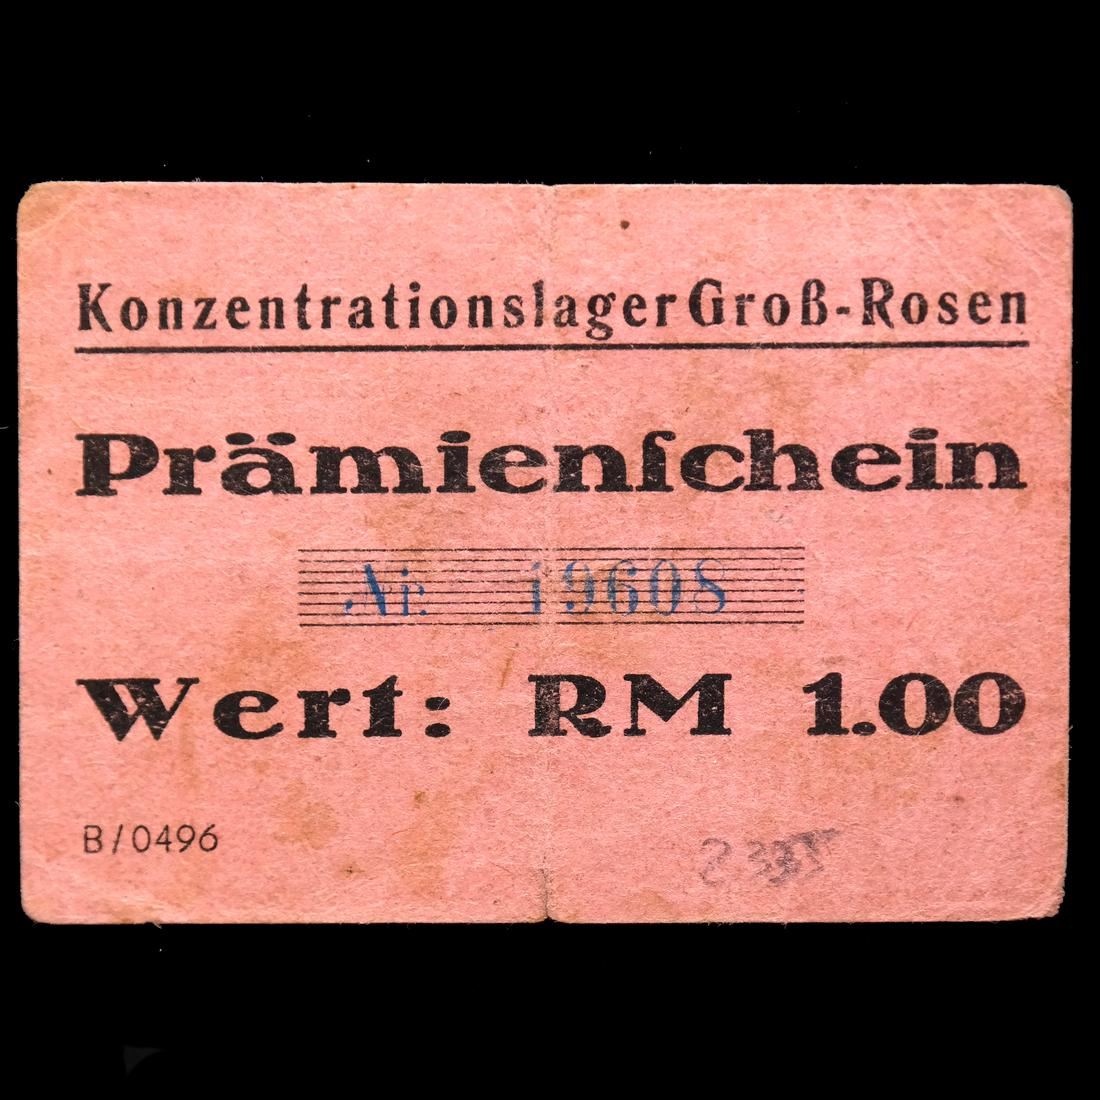 Konzentrationslager Groß-Rosen
Prämienſchein
Nr. 19608
Wert: RM 1.00
B/0496